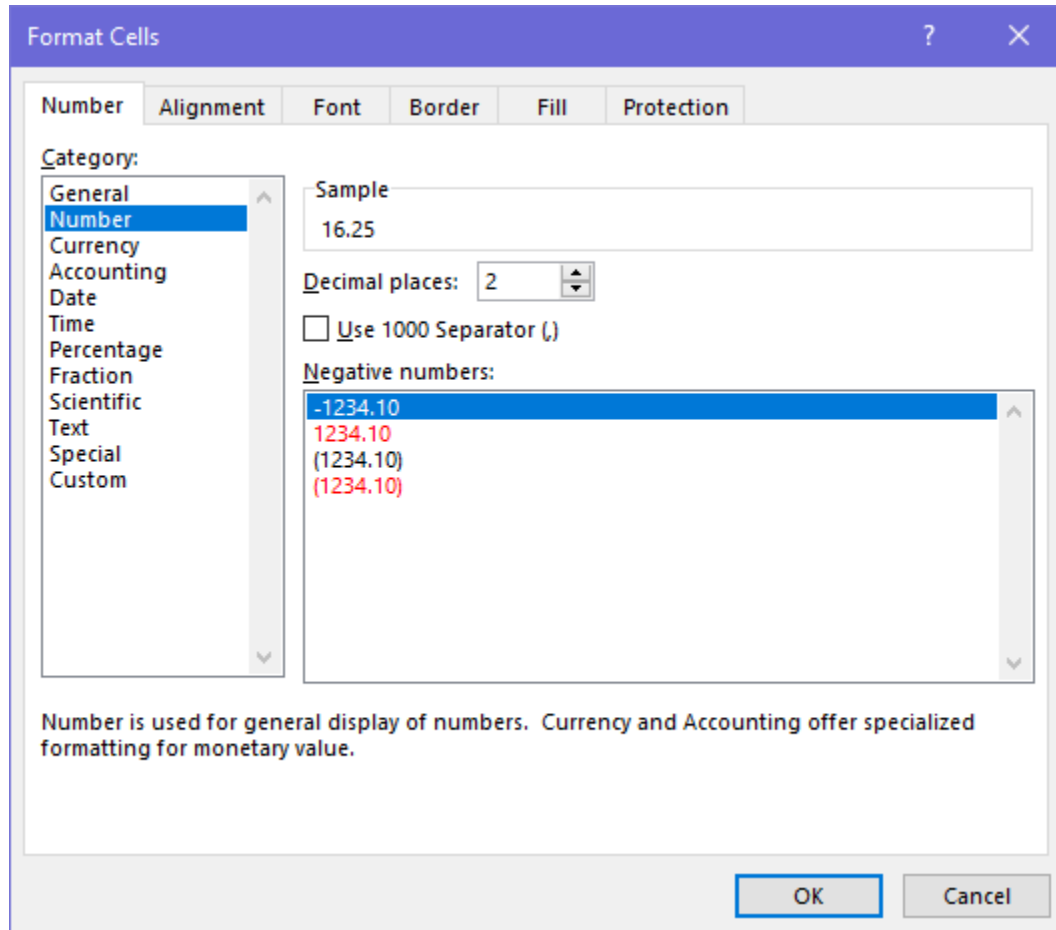 Format Cells ?
Number Alignment Font Border Fill Protection
Category:
General
Number
Currency
Accounting
Date
Time
Percentage
Fraction
Scientific
Text
Special
Custom
Sample
16.25
Decimal places: 2
Use 1000 Separator (,)
Negative numbers:
-1234.10
1234.10
(1234.10)
(1234.10)
Number is used for general display of numbers.  Currency and Accounting offer specialized
formatting for monetary value.
OK Cancel